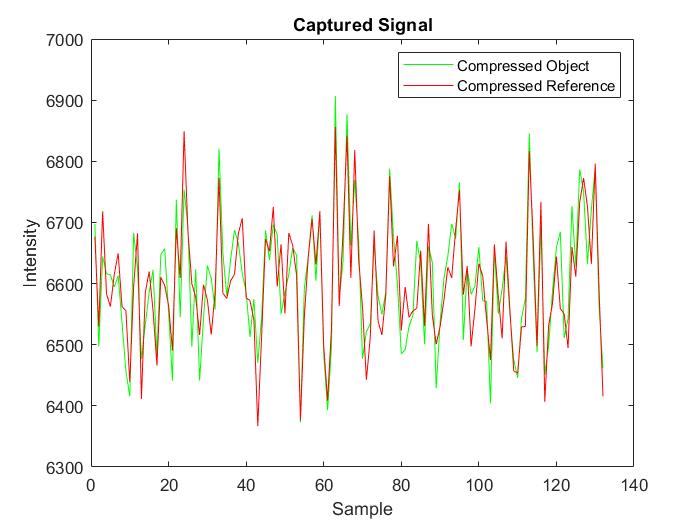 Captured Signal
Compressed Object
Compressed Reference
7000
6900
6800
6700
6600
6500
6400
6300
Intensity
0 20 40 60 80 100 120 140
Sample